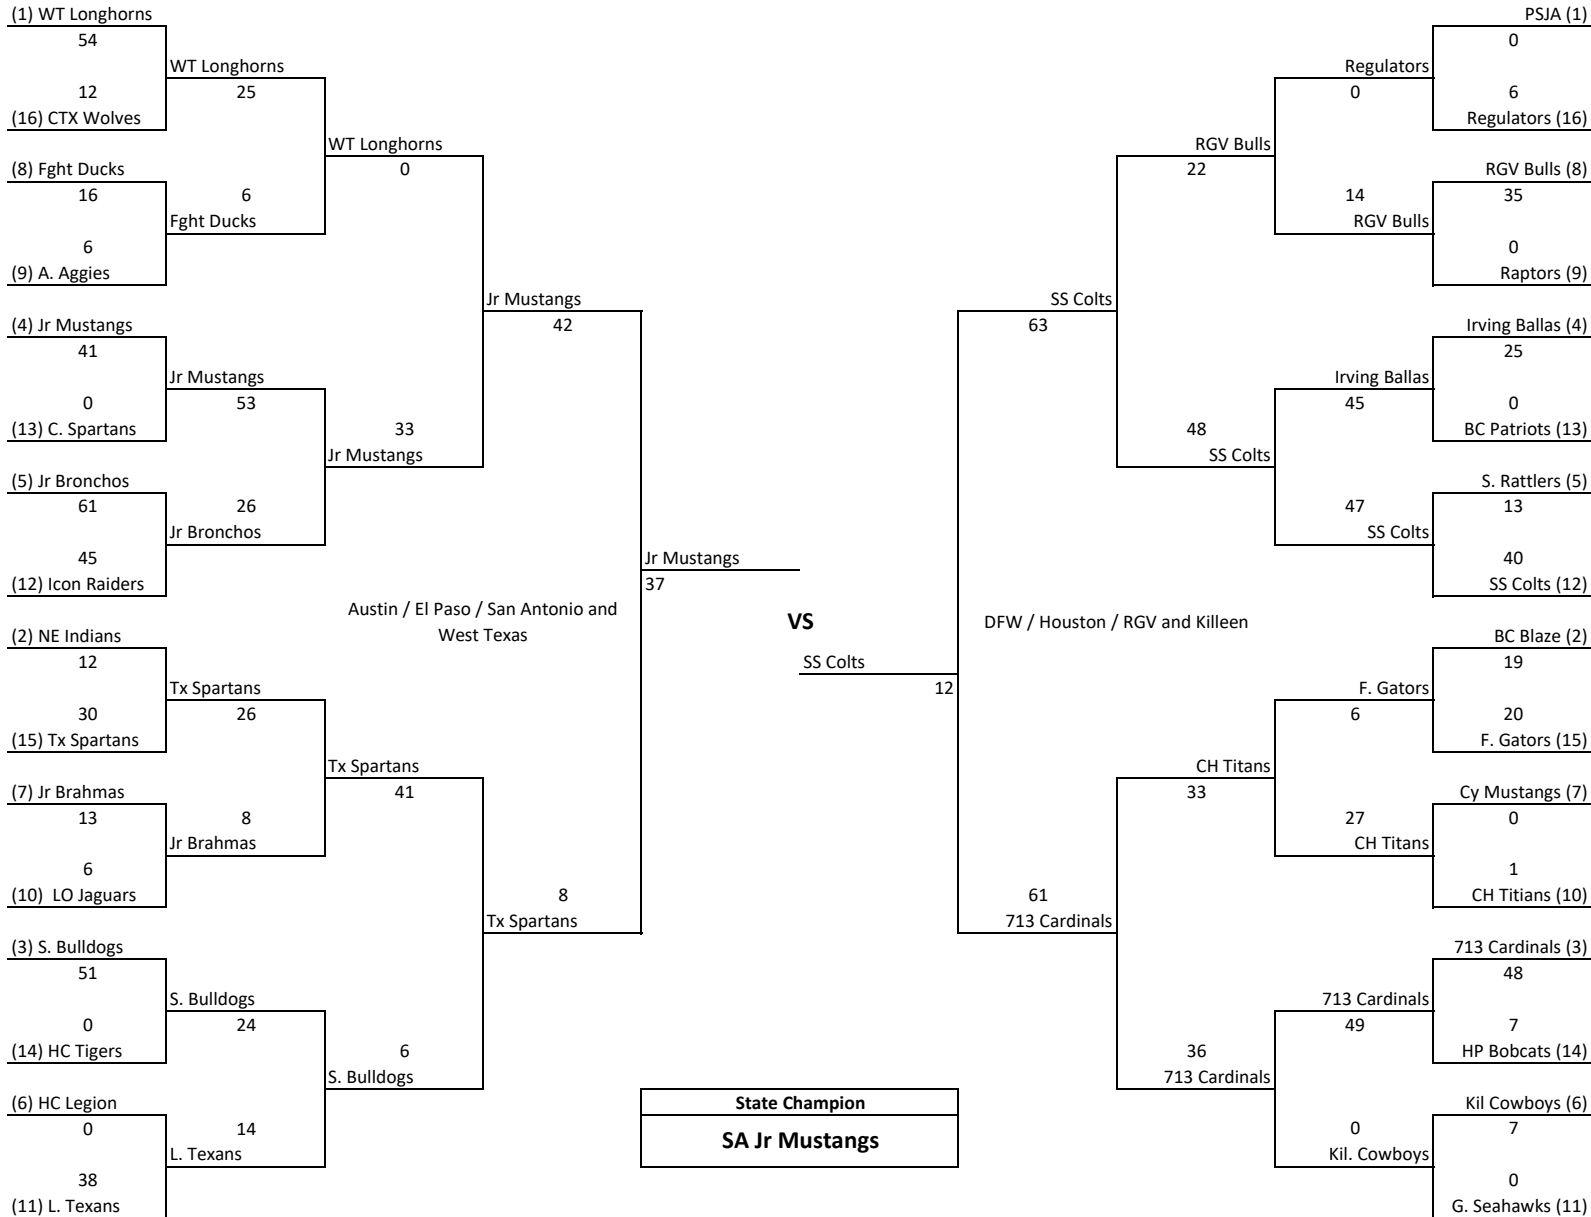 (1) WT Longhorns
54
12
(16) CTX Wolves
(8) Fght Ducks
16
6
(9) A. Aggies
(4) Jr Mustangs
41
0
(13) C. Spartans
(5) Jr Bronchos
61
45
(12) Icon Raiders
(2) NE Indians
12
30
(15) Tx Spartans
(7) Jr Brahmas
13
6
(10) LO Jaguars
(3) S. Bulldogs
51
0
(14) HC Tigers
(6) HC Legion
0
38
(11) L. Texans
WT Longhorns
25
6
Fght Ducks
Jr Mustangs
53
26
Jr Bronchos
Tx Spartans
26
8
Jr Brahmas
S. Bulldogs
24
14
L. Texans
WT Longhorns
0
33
Jr Mustangs
Tx Spartans
41
6
S. Bulldogs
Jr Mustangs
42
8
Tx Spartans
Austin / El Paso / San Antonio and
West Texas
Jr Mustangs
37
VS
SS Colts
12
State Champion
SA Jr Mustangs
DFW / Houston / RGV and Killeen
SS Colts
63
61
713 Cardinals
RGV Bulls
22
48
SS Colts
CH Titans
33
36
713 Cardinals
Regulators
0
14
RGV Bulls
Irving Ballas
45
47
SS Colts
F. Gators
6
27
CH Titans
713 Cardinals
49
0
Kil. Cowboys
PSJA (1)
0
6
Regulators (16)
RGV Bulls (8)
35
0
Raptors (9)
Irving Ballas (4)
25
0
BC Patriots (13)
S. Rattlers (5)
13
40
SS Colts (12)
BC Blaze (2)
19
20
F. Gators (15)
Cy Mustangs (7)
0
1
CH Titians (10)
713 Cardinals (3)
48
7
HP Bobcats (14)
Kil Cowboys (6)
7
0
G. Seahawks (11)